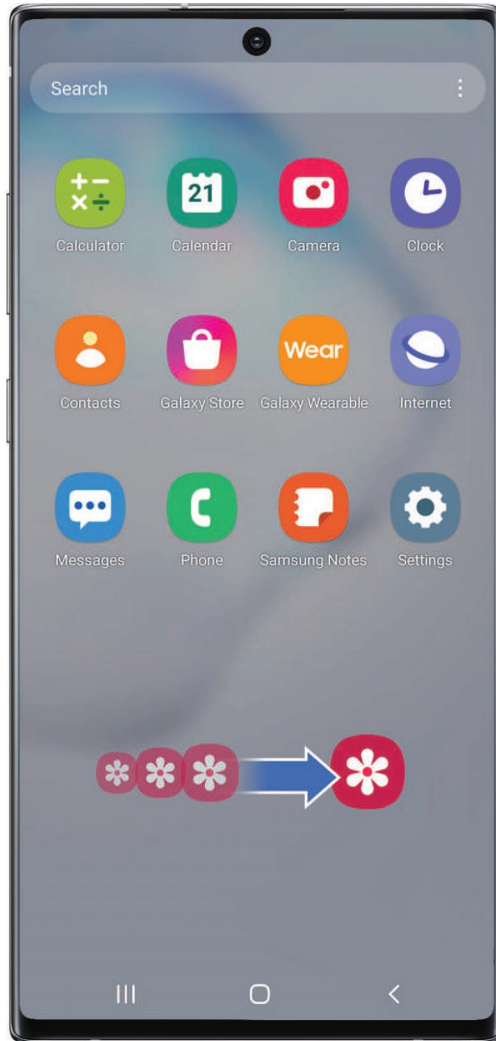 Search
21
Calculator Calendar Camera Clock
Wear
Contacts Galaxy Store Galaxy Wearable Internet
Messages Phone Samsung Notes Settings